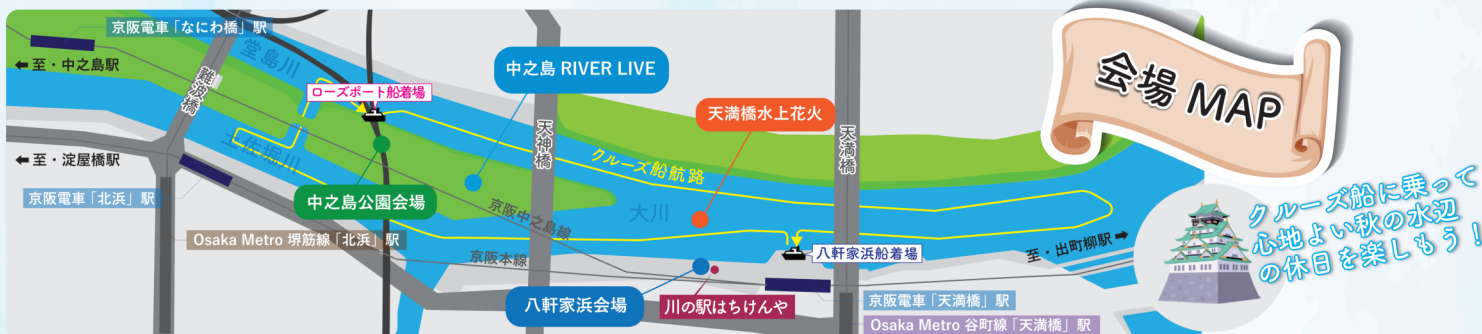 京阪電車「なにわ橋」駅
←至・中之島駅
堂島川
難波橋
ローズポート船着場
中之島 RIVER LIVE
天満橋水上花火
会場 MAP
土佐堀川
←至・淀屋橋駅
京阪電車「北浜」駅
中之島公園会場
天神橋
クルーズ船航路
天満橋
大川
京阪中之島線
Osaka Metro 堺筋線「北浜」駅
京阪本線
八軒家浜船着場
至・出町柳駅→
八軒家浜会場
川の駅はちけんや
京阪電車「天満橋」駅
Osaka Metro 谷町線「天満橋」駅
クルーズ船に乗って
心地よい秋の水辺
の休日を楽しもう!